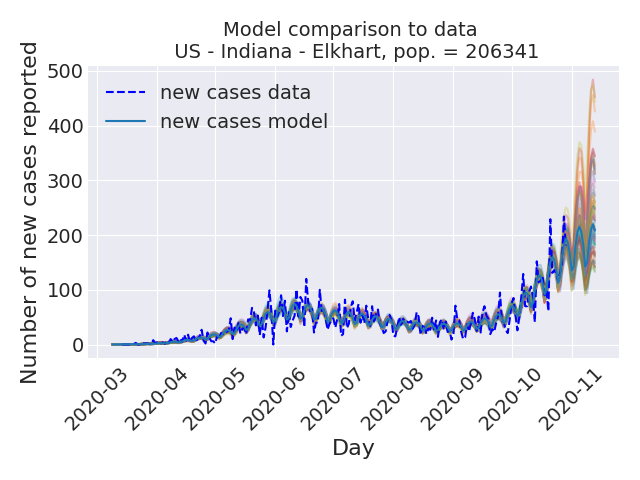 Model comparison to data
US - Indiana - Elkhart, pop. = 206341
new cases data
new cases model
Number of new cases reported
500
400
300
200
100
0
2020-03
2020-04
2020-05
2020-06
2020-07
2020-08
2020-09
2020-10
2020-11
Day